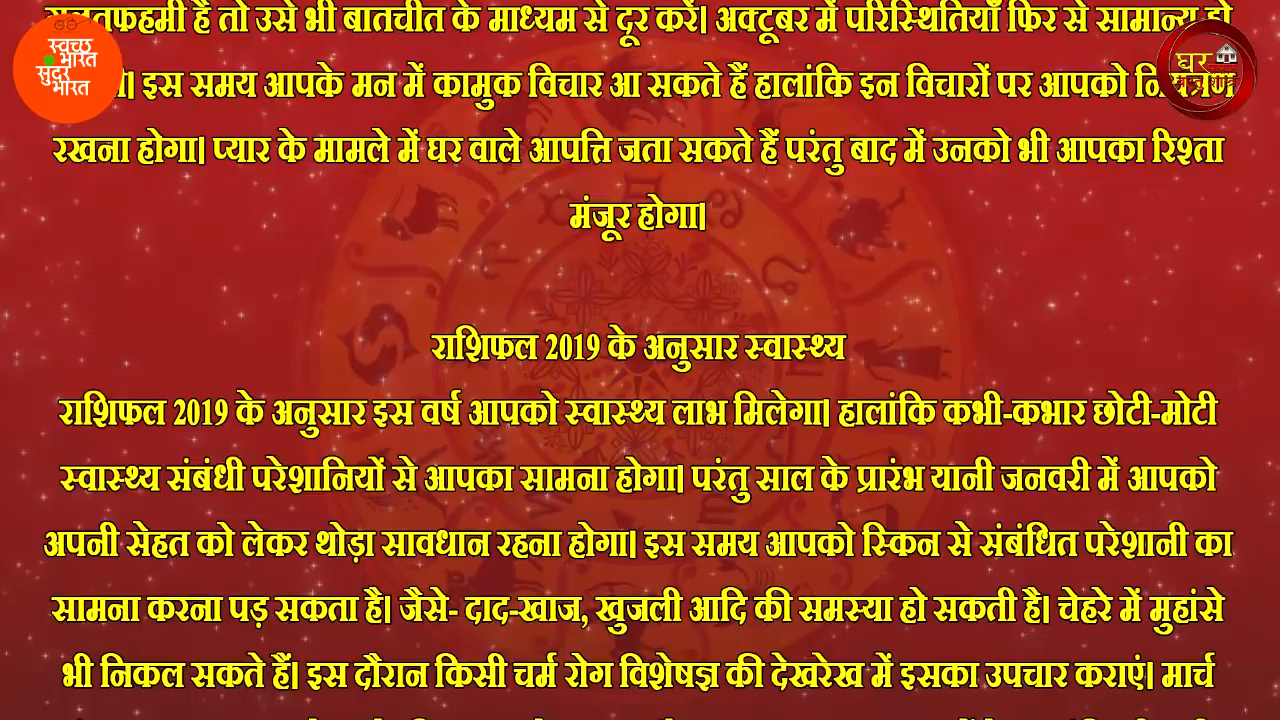 स्वच्छ
भारत
सुंदर
भारत
घर
गलतफहमी है तो उसे भी बातचीत के माध्यम से दूर करें। अक्टूबर में परिस्थितियाँ फिर से सामान्य हो
इस समय आपके मन में कामुक विचार आ सकते हैं हालांकि इन विचारों पर आपको नियंत्रण
रखना होगा। प्यार के मामले में घर वाले आपत्ति जता सकते हैं परंतु बाद में उनको भी आपका रिश्ता
मंजूर होगा।
राशिफल 2019 के अनुसार स्वास्थ्य
राशिफल 2019 के अनुसार इस वर्ष आपको स्वास्थ्य लाभ मिलेगा। हालांकि कभी-कभार छोटी-मोटी
स्वास्थ्य संबंधी परेशानियों से आपका सामना होगा। परंतु साल के प्रारंभ यानी जनवरी में आपको
अपनी सेहत को लेकर थोड़ा सावधान रहना होगा। इस समय आपको स्किन से संबंधित परेशानी का
सामना करना पड़ सकता है। जैसे- दाद-खाज, खुजली आदि की समस्या हो सकती है। चेहरे में मुहांसे
भी निकल सकते हैं। इस दौरान किसी चर्म रोग विशेषज्ञ की देखरेख में इसका उपचार कराएं। मार्च